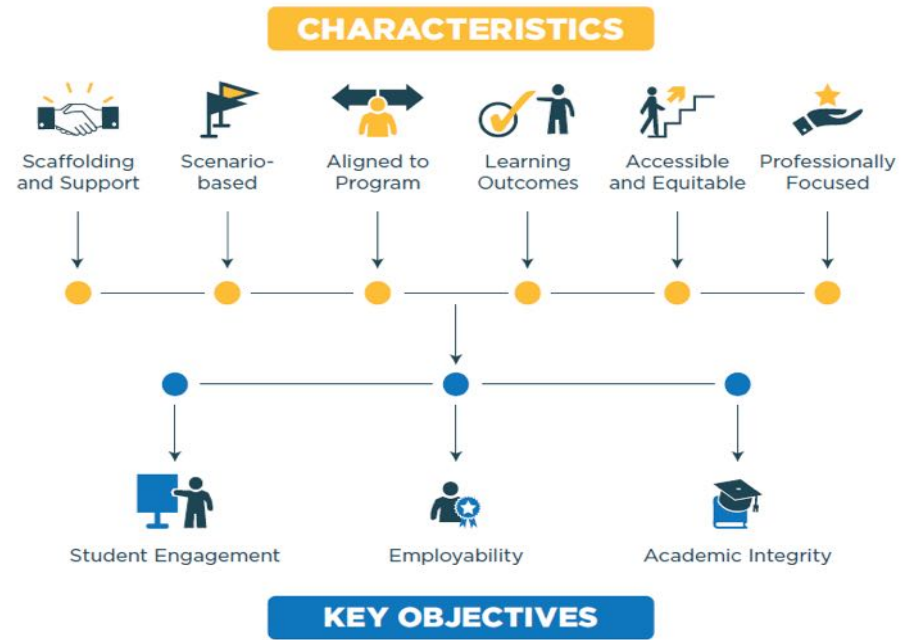 CHARACTERISTICS
Scaffolding
and Support
Scenario-
based
Aligned to
Program
Learning
Outcomes
Accessible
and Equitable
Professionally
Focused
Student Engagement
Employability
Academic Integrity
KEY OBJECTIVES